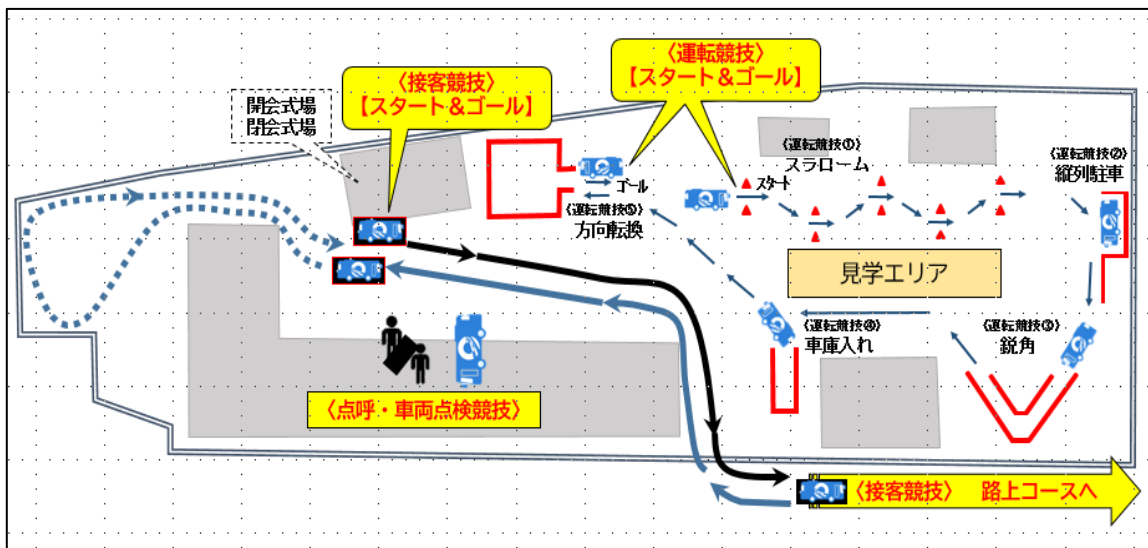 〈接客競技〉
【スタート＆ゴール】
〈運転競技〉
【スタート＆ゴール】
開会式場
閉会式場
〈運転競技①〉
スラローム
〈運転競技②〉
縦列駐車
ゴール
スタート
〈運転競技⑤〉
方向転換
見学エリア
〈運転競技④〉
車庫入れ
〈運転競技③〉
鋭角
〈点呼・車両点検競技〉
〈接客競技〉　路上コースへ